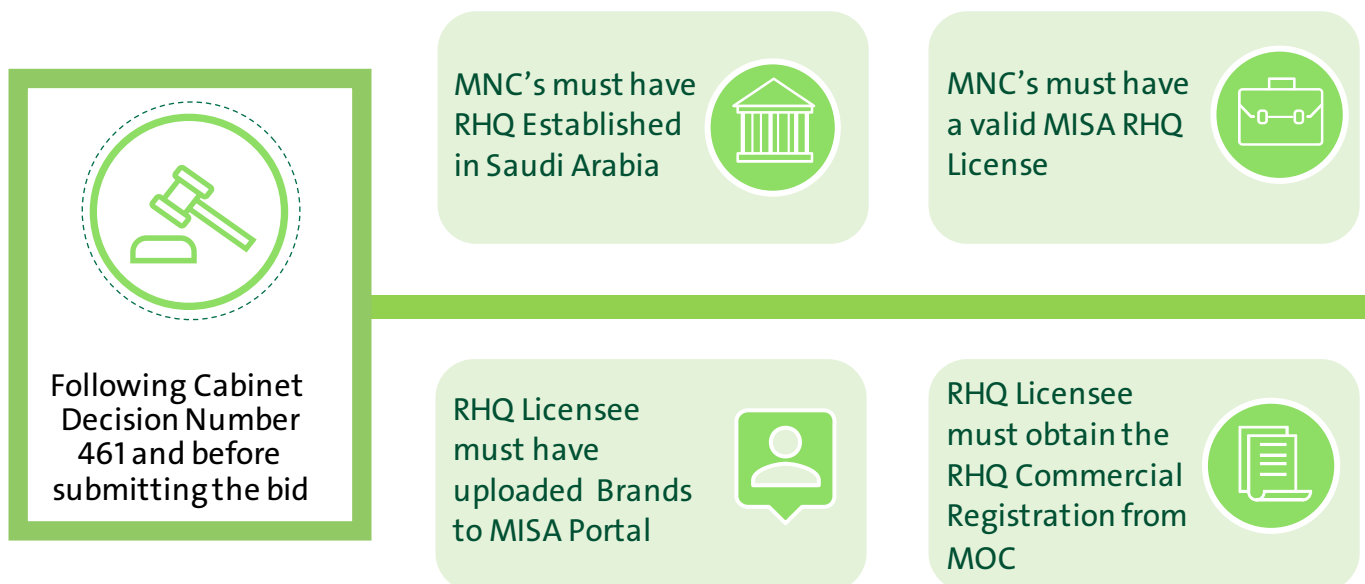 Following Cabinet
Decision Number
461 and before
submitting the bid
MNC's must have
RHQ Established
in Saudi Arabia
MNC's must have
a valid MISA RHQ
License
RHQ Licensee
must have
uploaded Brands
to MISA Portal
RHQ Licensee
must obtain the
RHQ Commercial
Registration from
MOC